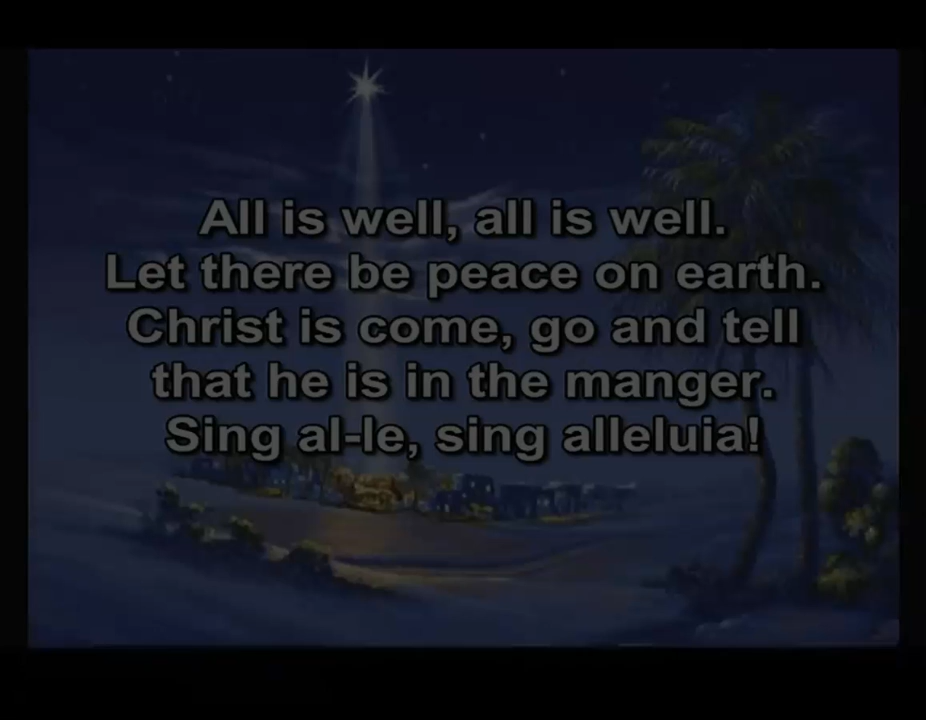 All is well, all is well.
Let there be peace on earth.
Christ is come, go and tell
that he is in the manger.
Sing al-le, sing alleluia!